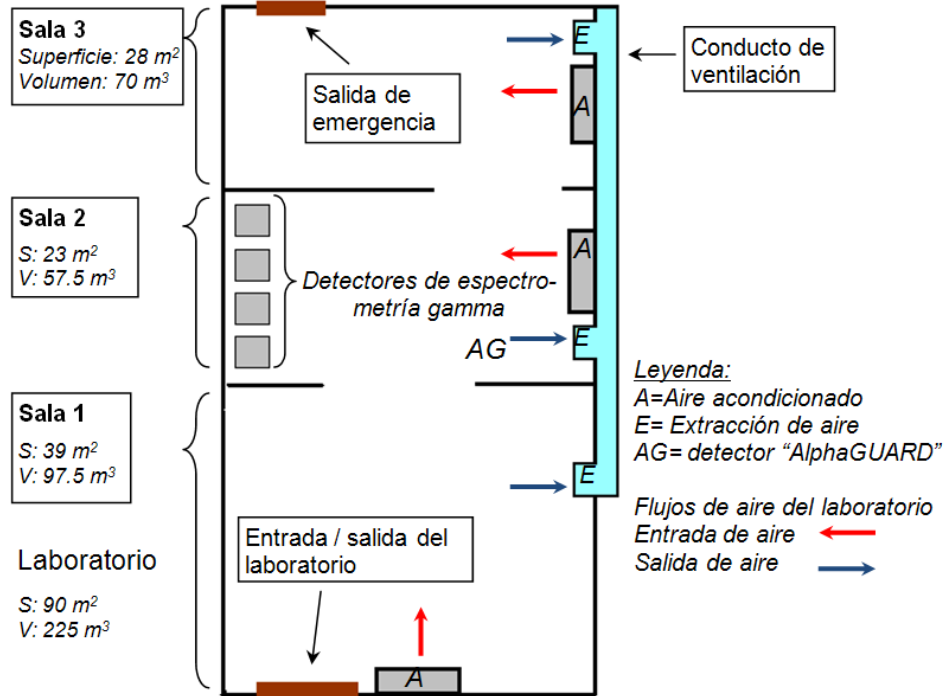 Sala 3
Superficie: 28 m²
Volumen: 70 m³
E
Conducto de
ventilación
Salida de
emergencia
A
Sala 2
S: 23 m²
V: 57.5 m³
A
Detectores de espectro-
metría gamma
AG
E
Sala 1
S: 39 m²
V: 97.5 m³
E
Leyenda:
A=Aire acondicionado
E= Extracción de aire
AG= detector “AlphaGUARD”
Flujos de aire del laboratorio
Entrada de aire
Salida de aire
Entrada / salida del
laboratorio
Laboratorio
S: 90 m²
V: 225 m³
A